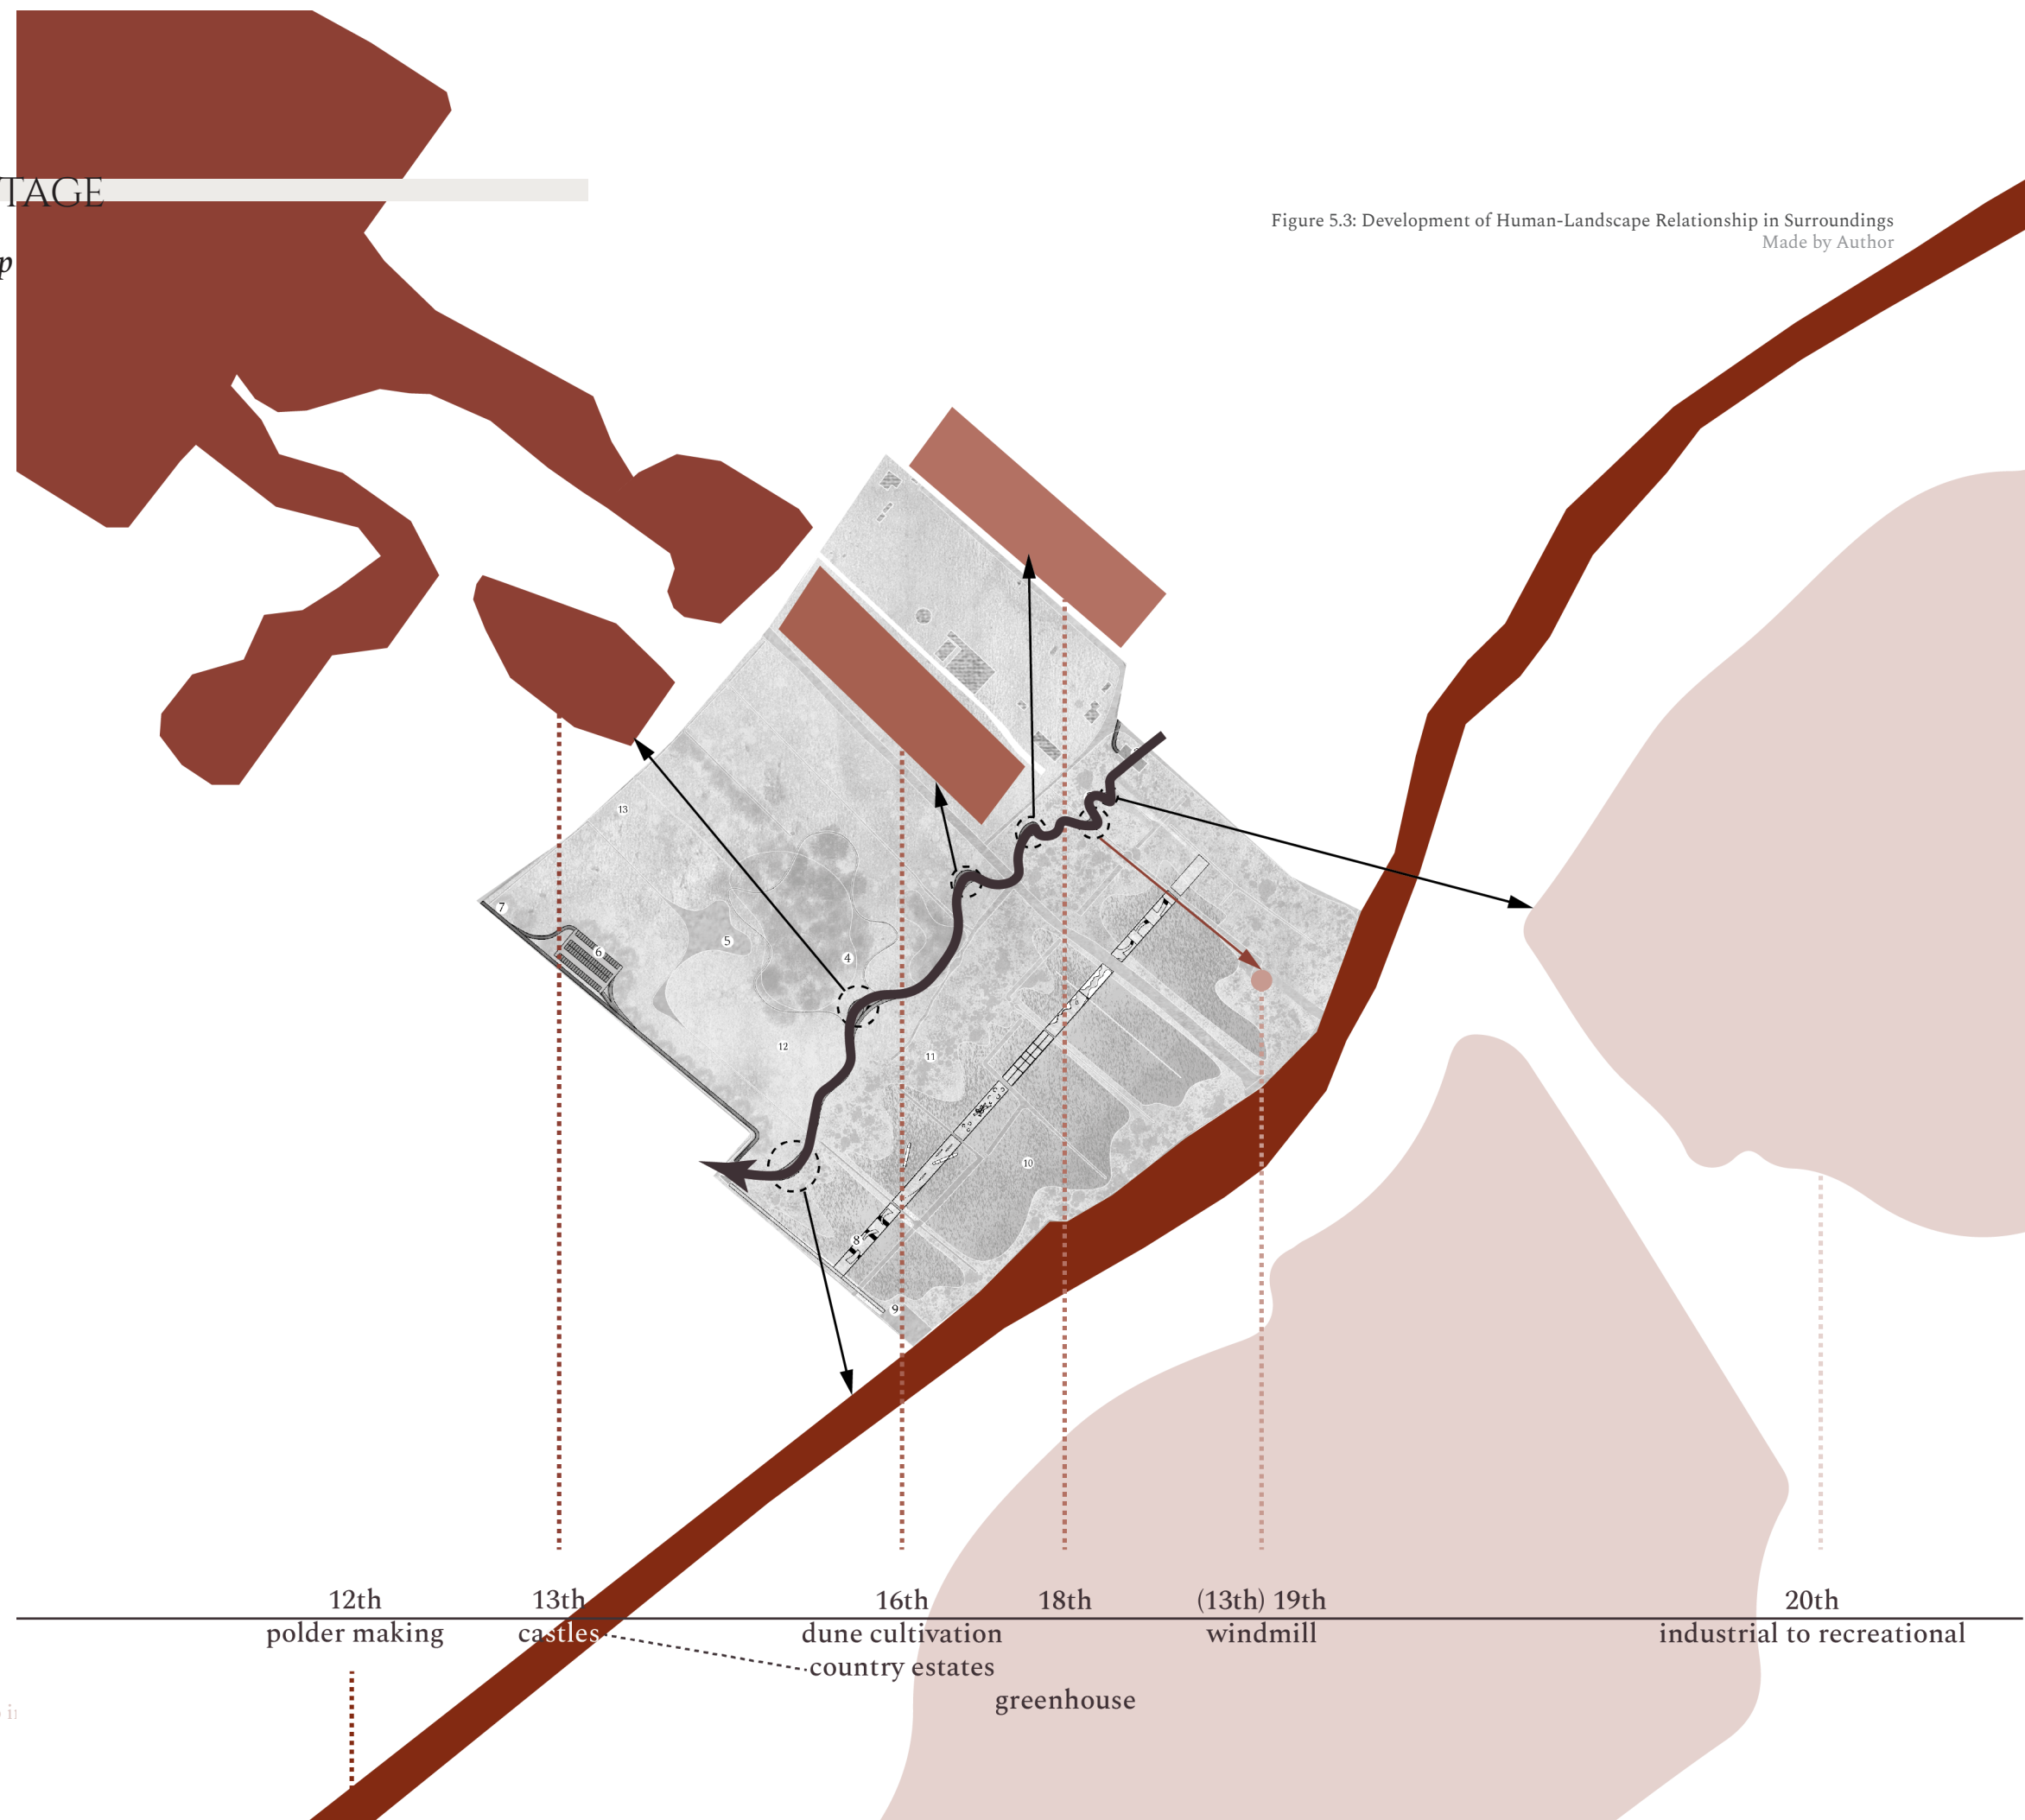 TAGE
p
Figure 5.3: Development of Human-Landscape Relationship in Surroundings
Made by Author
13
7
6
5
4
12
11
10
8
9
12th
13th
16th
18th
(13th) 19th
20th
polder making
castles
dune cultivation
windmill
industrial to recreational
country estates
greenhouse